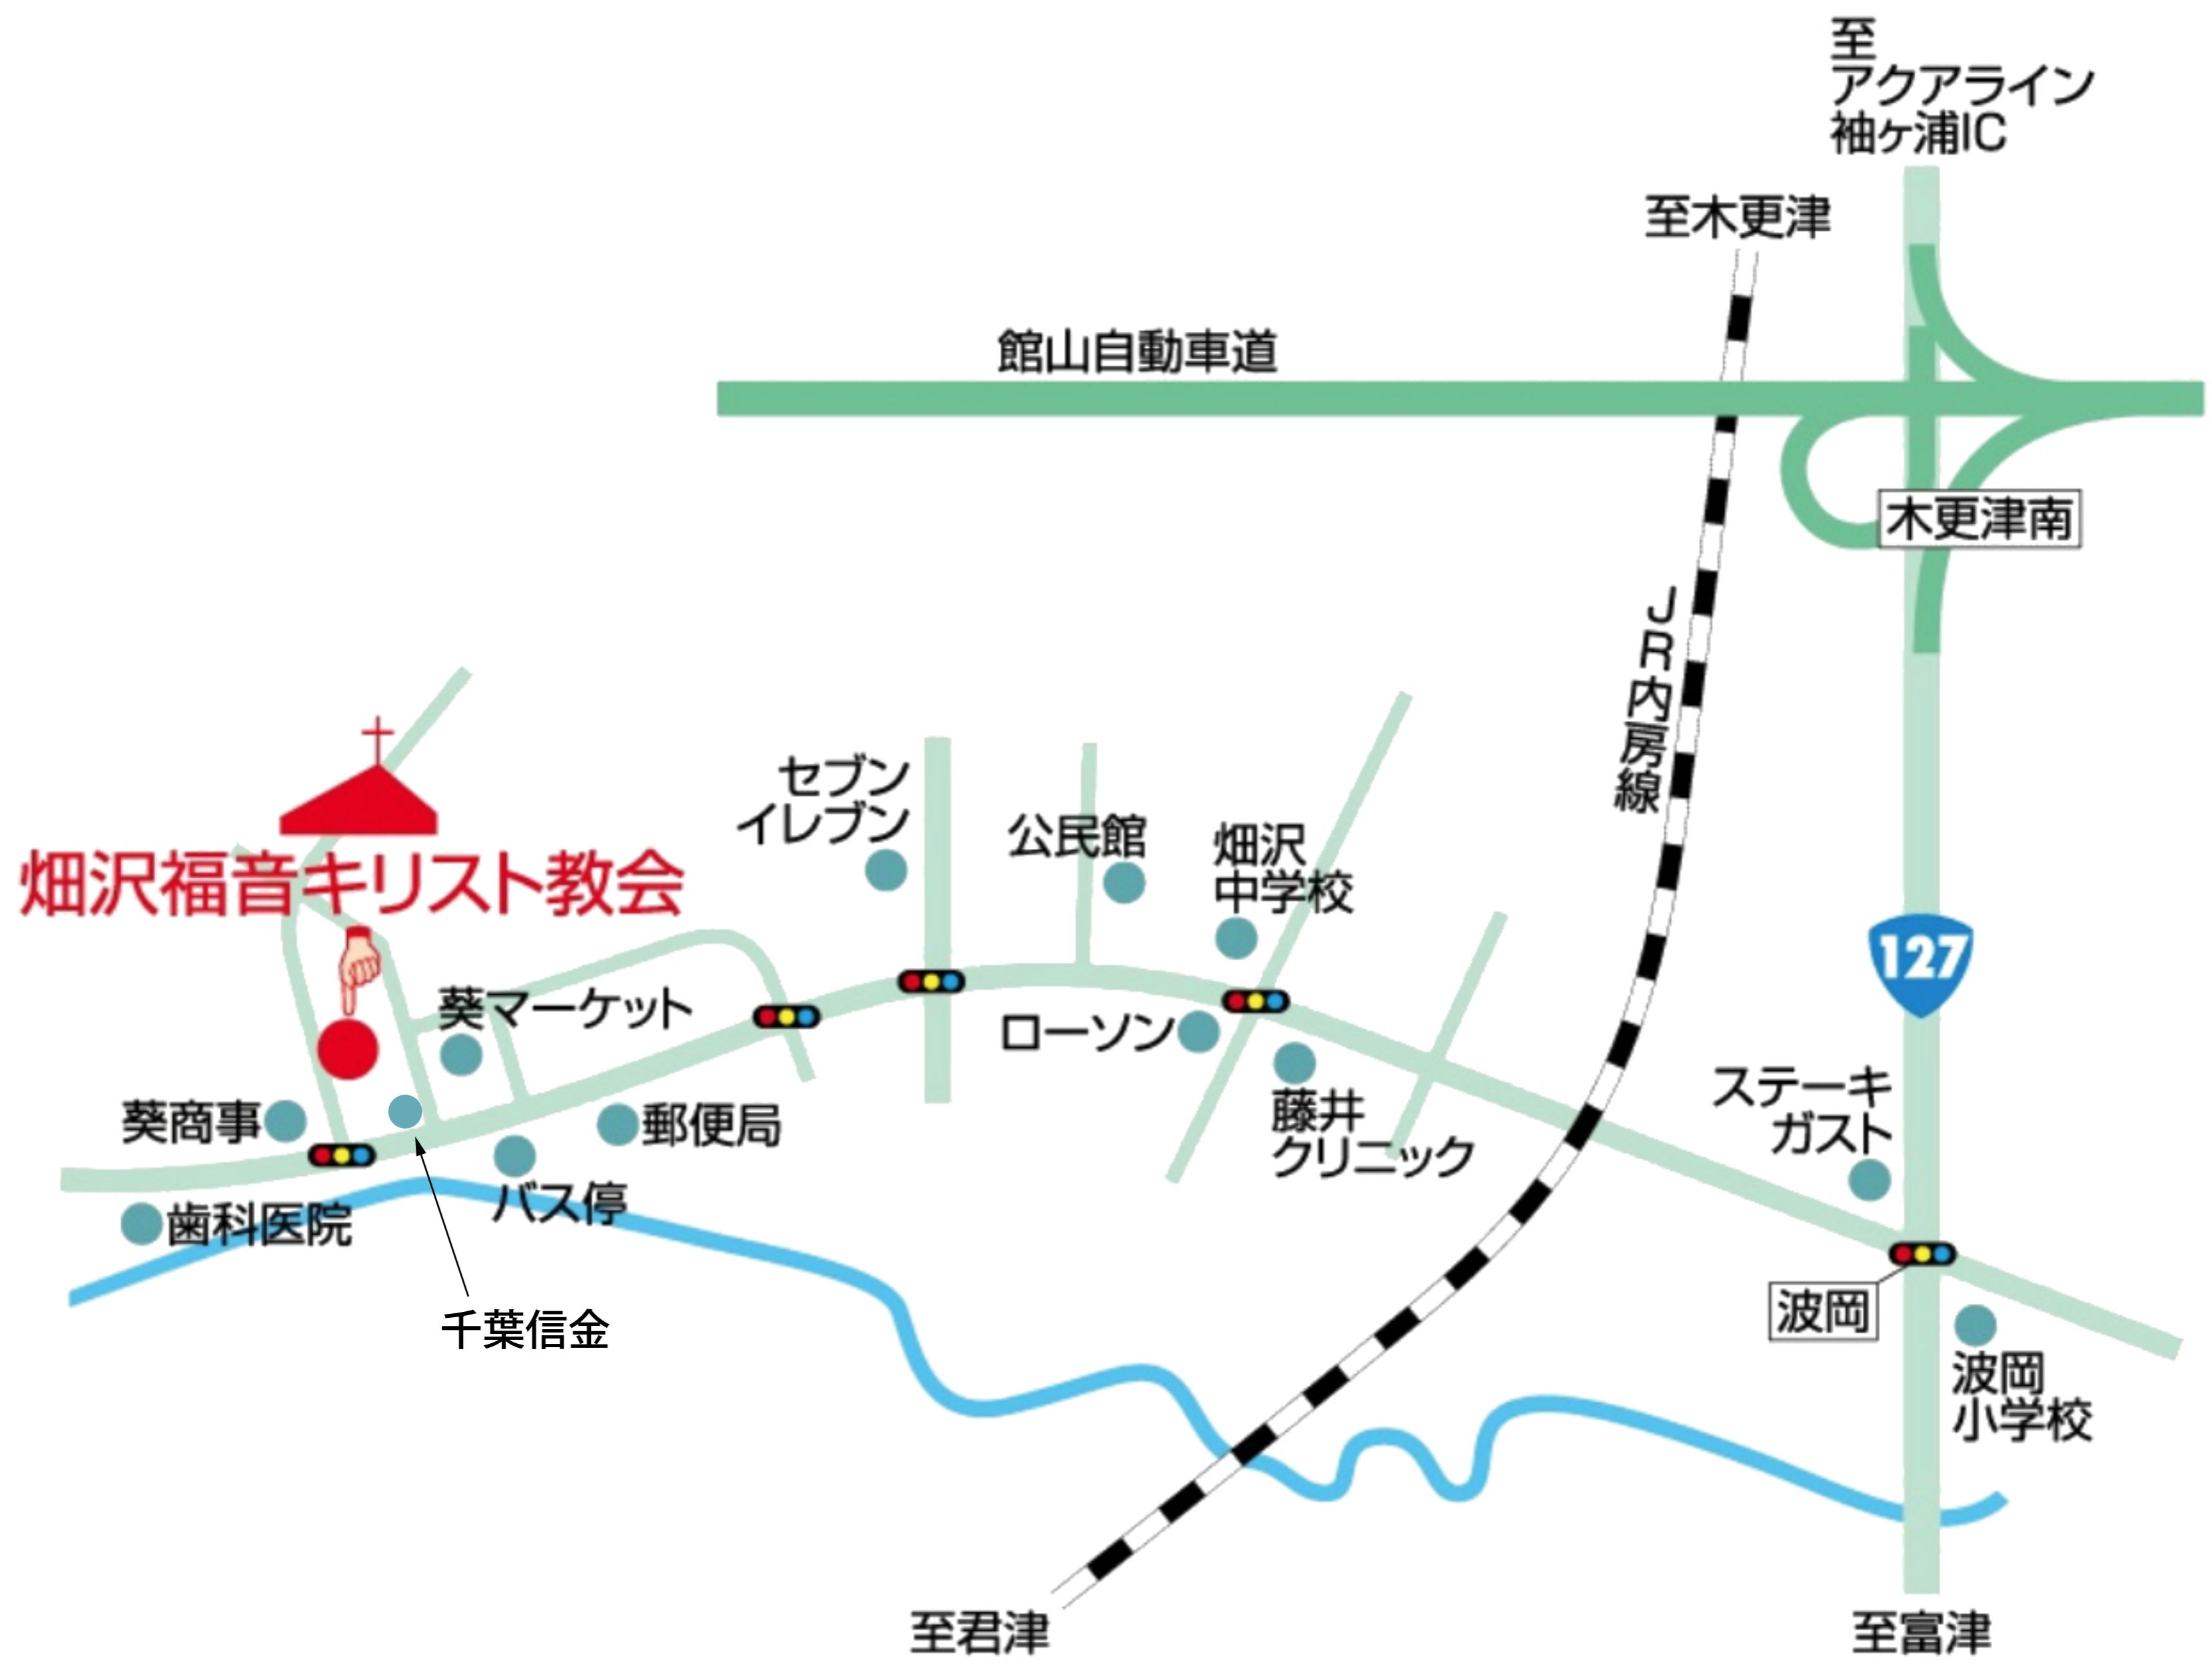 至
アクアライン
袖ヶ浦IC
至木更津
館山自動車道
木更津南
JR内房線
127
セブン
イレブン
公民館
畑沢
中学校
畑沢福音キリスト教会
葵マーケット
ローソン
藤井
クリニック
ステーキ
ガスト
葵商事
郵便局
バス停
歯科医院
千葉信金
波岡
波岡
小学校
至君津
至富津